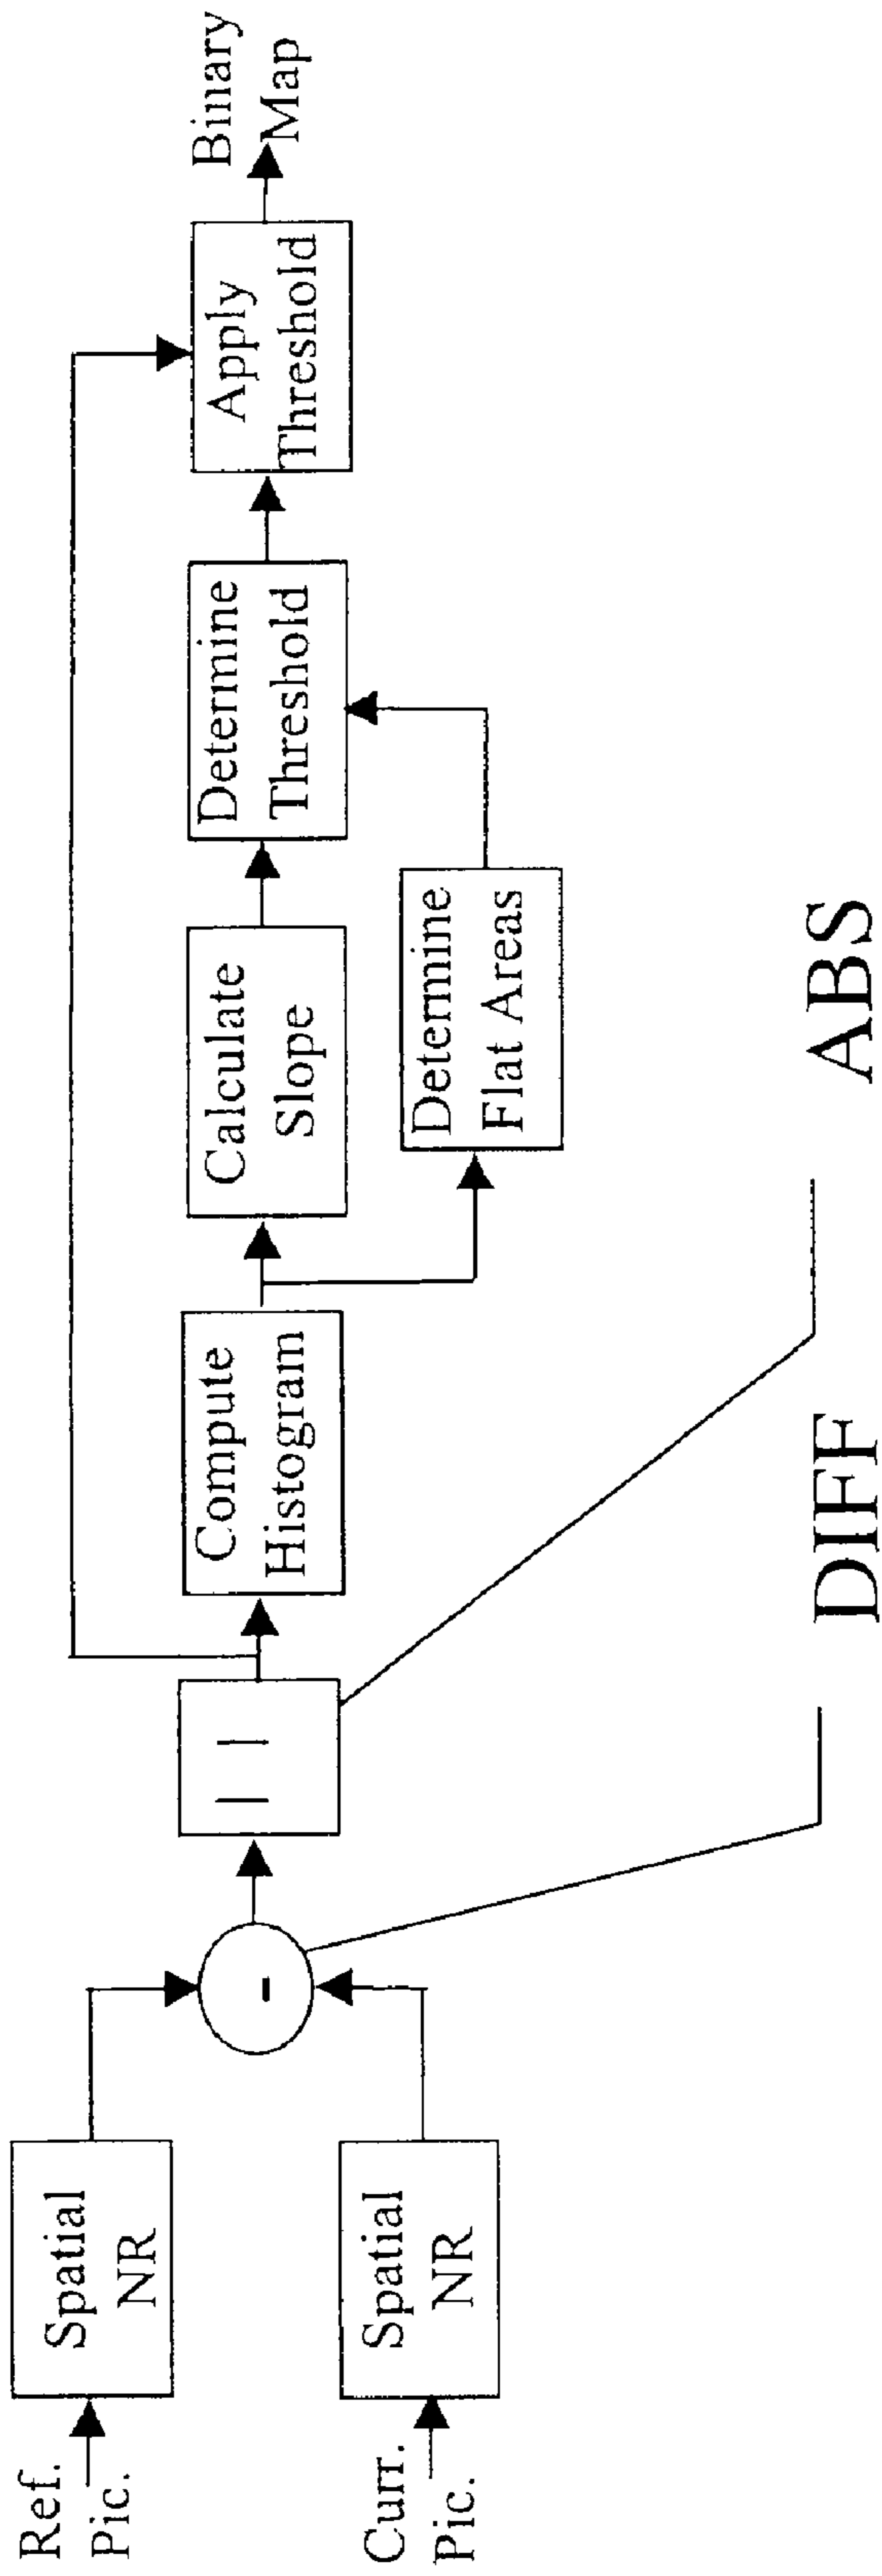 Ref.
Pic.
Spatial
NR
Curr.
Pic.
Spatial
NR
-
| |
Compute
Histogram
Calculate
Slope
Determine
Flat Areas
Determine
Threshold
Apply
Threshold
Binary
Map
DIFF
ABS